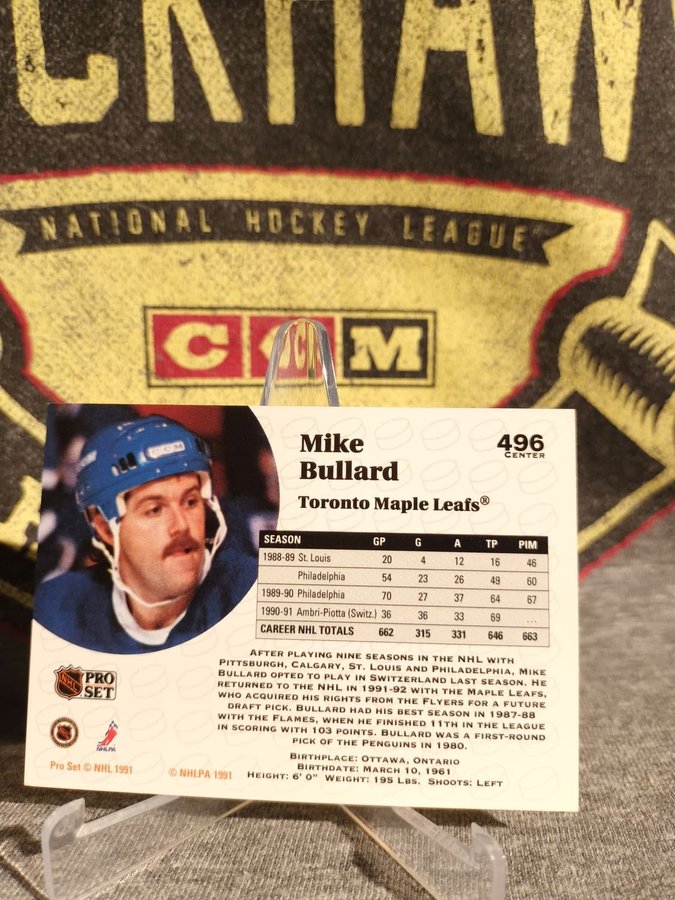 CKHAW
NATIONAL HOCKEY LEAGUE
CCM
CCM
Mike
Bullard
496
CENTER
Toronto Maple Leafs®
SEASON GP G A TP PIM
1988-89 St. Louis 20 4 12 16 46
Philadelphia 54 23 26 49 60
1989-90 Philadelphia 70 27 37 64 67
1990-91 Ambri-Piotta (Switz.) 36 36 33 69 ...
CAREER NHL TOTALS 662 315 331 646 663
AFTER PLAYING NINE SEASONS IN THE NHL WITH
PITTSBURGH, CALGARY, ST. LOUIS AND PHILADELPHIA, MIKE
BULLARD OPTED TO PLAY IN SWITZERLAND LAST SEASON. HE
RETURNED TO THE NHL IN 1991-92 WITH THE MAPLE LEAFS,
WHO ACQUIRED HIS RIGHTS FROM THE FLYERS FOR A FUTURE
DRAFT PICK. BULLARD HAD HIS BEST SEASON IN 1987-88
WITH THE FLAMES, WHEN HE FINISHED 11TH IN THE LEAGUE
IN SCORING WITH 103 POINTS. BULLARD WAS A FIRST-ROUND
PICK OF THE PENGUINS IN 1980.
BIRTHPLACE: OTTAWA, ONTARIO
BIRTHDATE: MARCH 10, 1961
HEIGHT: 6' 0" WEIGHT: 195 LBS. SHOOTS: LEFT
NHL PRO
SET
NHLPA
Pro Set © NHL 1991
© NHLPA 1991